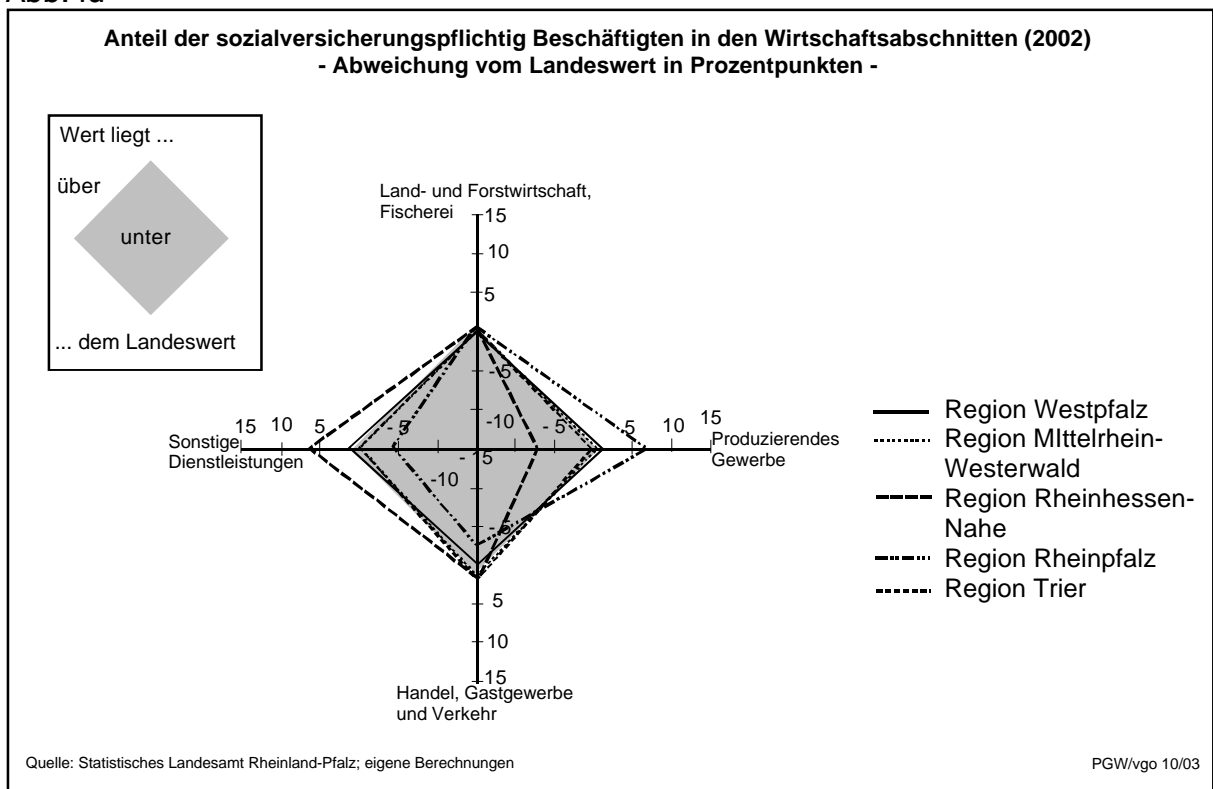 Anteil der sozialversicherungspflichtig Beschäftigten in den Wirtschaftsabschnitten (2002)
- Abweichung vom Landeswert in Prozentpunkten -
Wert liegt ...
über
unter
... dem Landeswert
Land- und Forstwirtschaft,
Fischerei
15
10
5
- 5
-10
15 10 5 - 5
- 5
-10 - 5 5 10 15
Sonstige
Dienstleistungen
Produzierendes
Gewerbe
-10
- 5
5
10
15
Handel, Gastgewerbe
und Verkehr
Region Westpfalz
Region MIttelrhein-
Westerwald
Region Rheinhessen-
Nahe
Region Rheinpfalz
Region Trier
Quelle: Statistisches Landesamt Rheinland-Pfalz; eigene Berechnungen
PGW/vgo 10/03